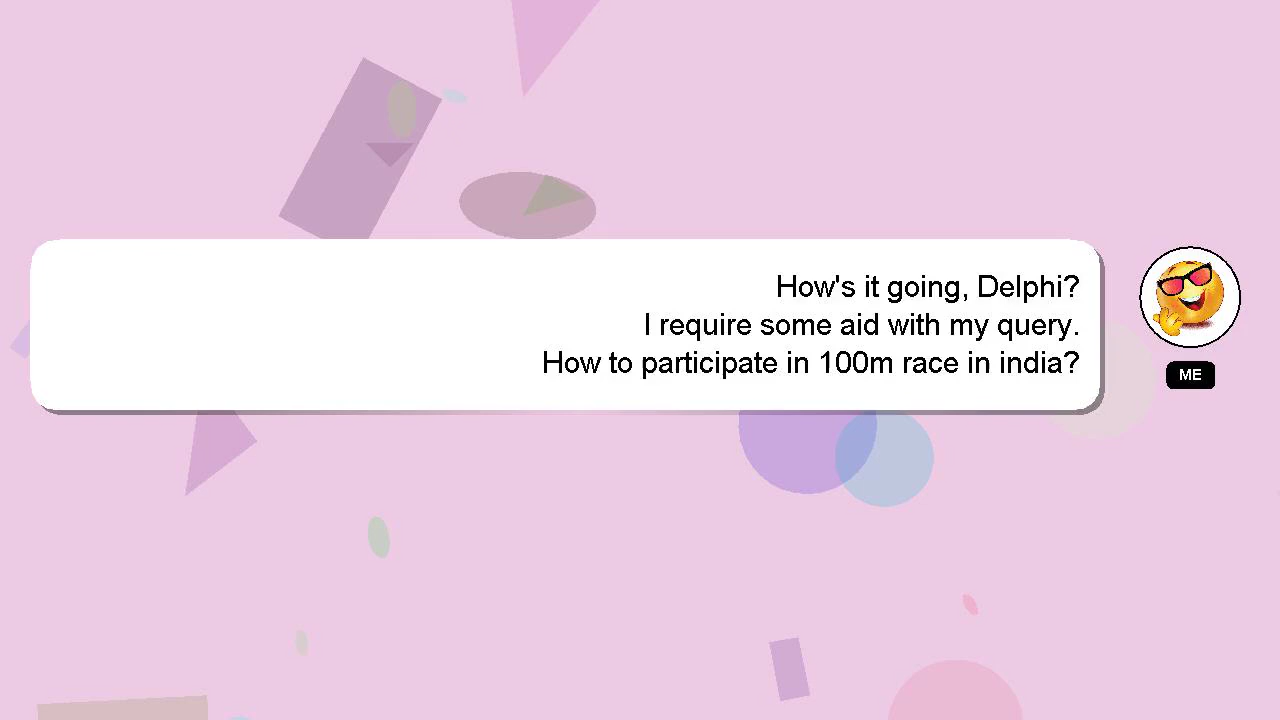 How's it going, Delphi?
I require some aid with my query.
How to participate in 100m race in india?
ME